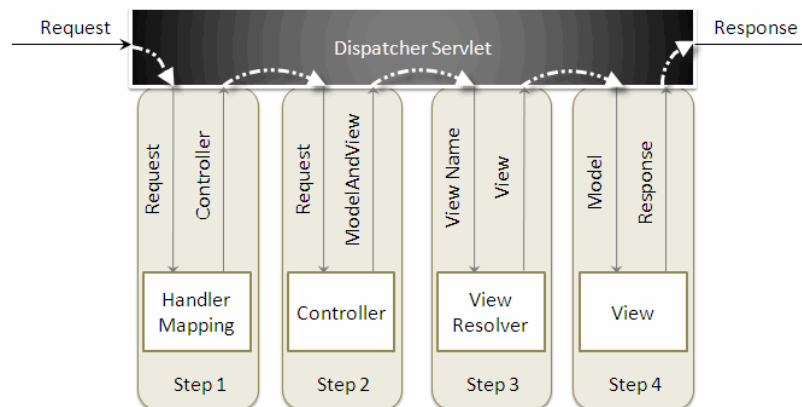 Request
Dispatcher Servlet
Response
Request
Controller
Request
ModelAndView
View Name
View
Model
Response
Handler
Mapping
Controller
View
Resolver
View
Step 1
Step 2
Step 3
Step 4